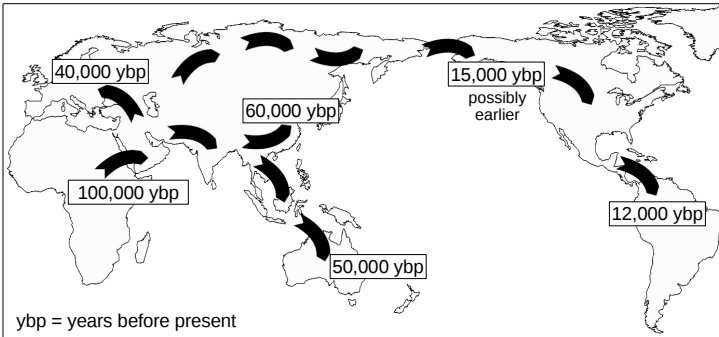 40,000 ybp
15,000 ybp
possibly
earlier
60,000 ybp
100,000 ybp
12,000 ybp
50,000 ybp
ybp = years before present